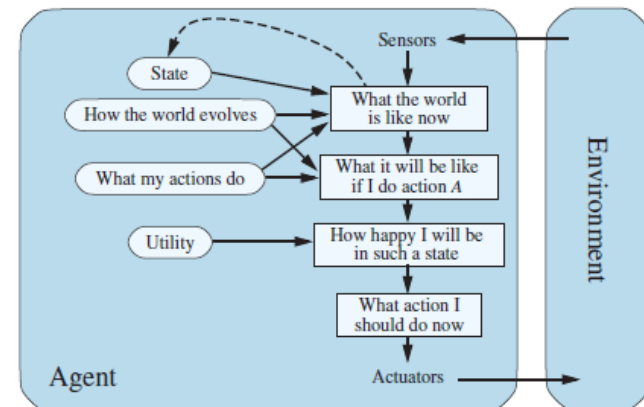 Sensors
State
What the world
is like now
How the world evolves
What it will be like
if I do action A
What my actions do
Utility
How happy I will be
in such a state
What action I
should do now
Agent
Actuators
Environment